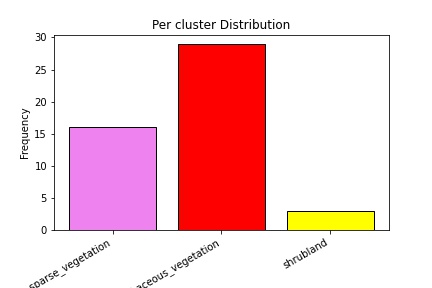 Per cluster Distribution
Frequency
30
25
20
15
10
5
0
sparse_vegetation
aceous_vegetation
shrubland